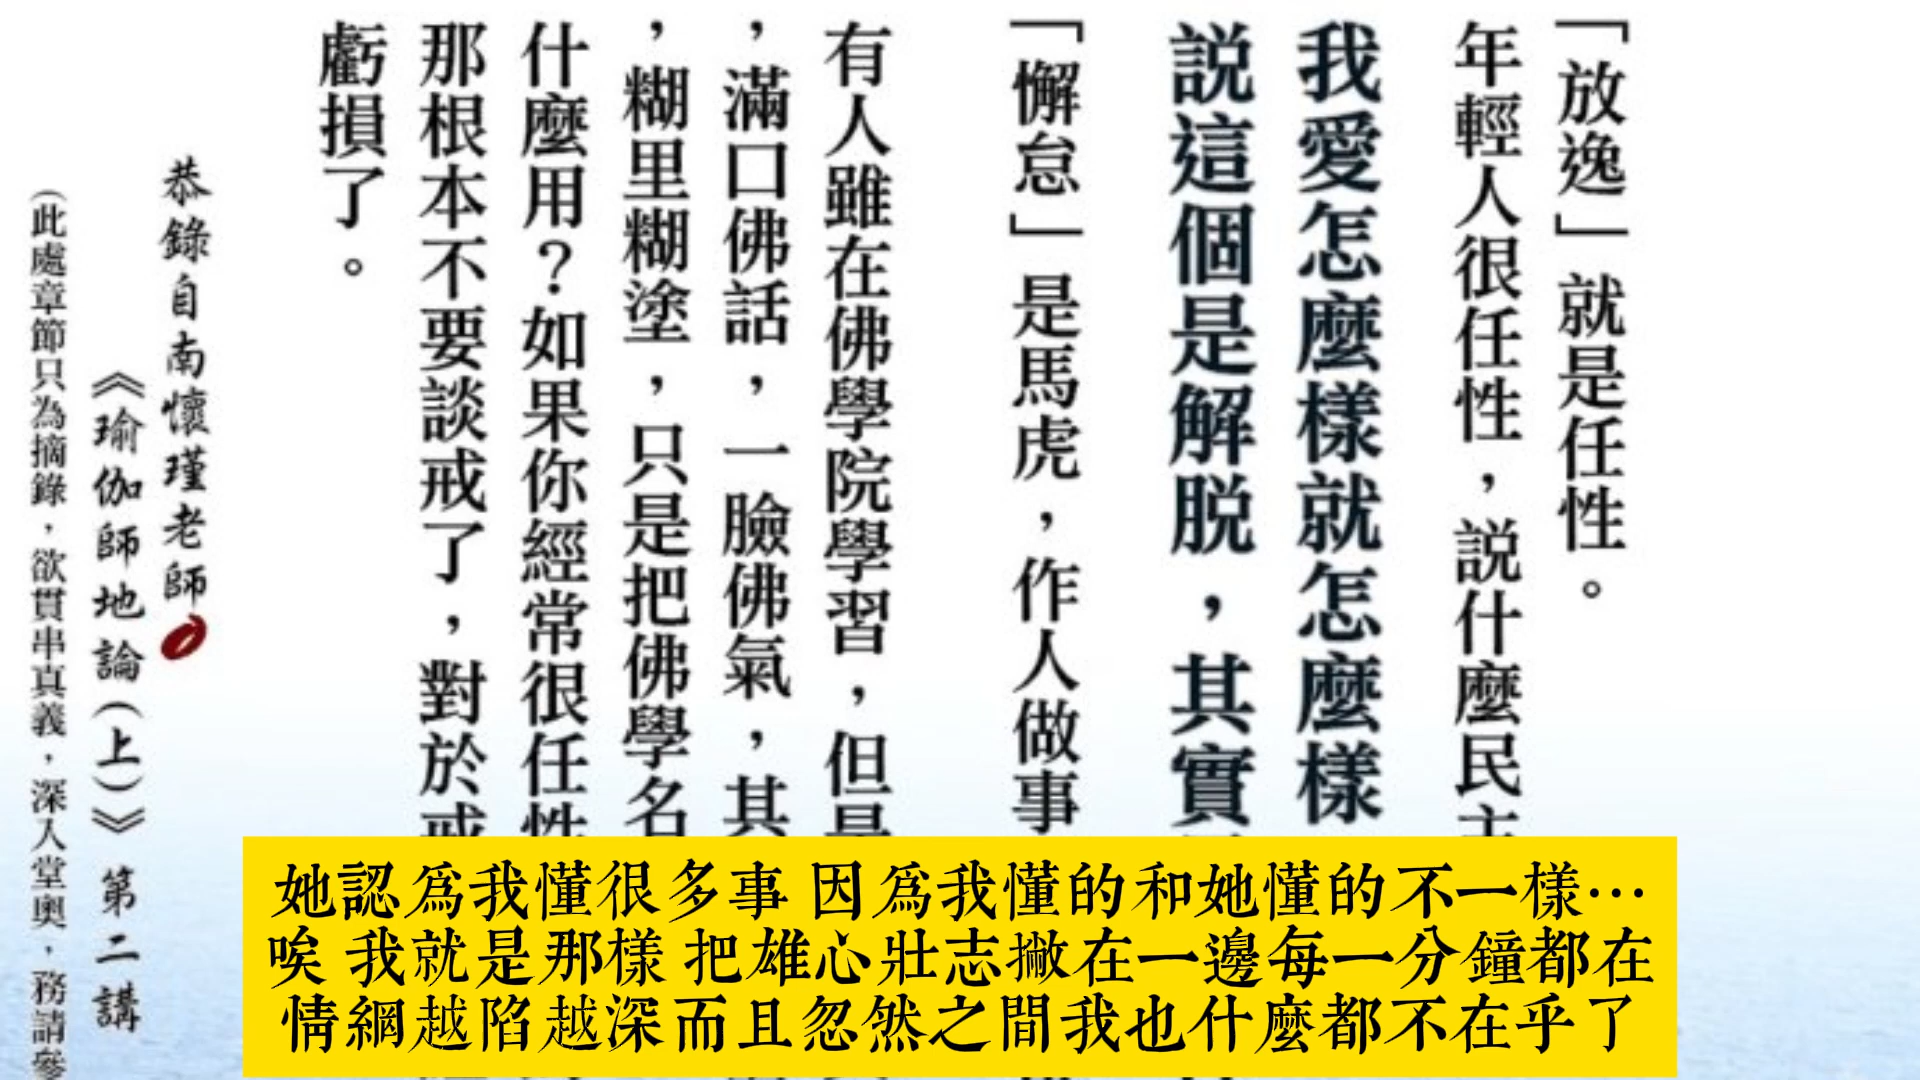 「放逸」就是任性。
年輕人很任性，說什麼民主
我愛怎麼樣就怎麼樣
說這個是解脫，其實
「懈怠」是馬虎，作人做事
有人雖在佛學院學習，但是
，滿口佛話，一臉佛氣，其
，糊里糊塗，只是把佛學名
什麼用？如果你經常很任性
那根本不要談戒了，對於戒
虧損了。
恭錄自南懷瑾老師
《瑜伽師地論（上）》第二講
（此處章節只為摘錄，欲貫串真義，深入堂奧，務請參
她認為我懂很多事 因為我懂的和她懂的不一樣…
唉 我就是那樣 把雄心壯志撇在一邊每一分鐘都在
情網越陷越深而且忽然之間我也什麼都不在乎了